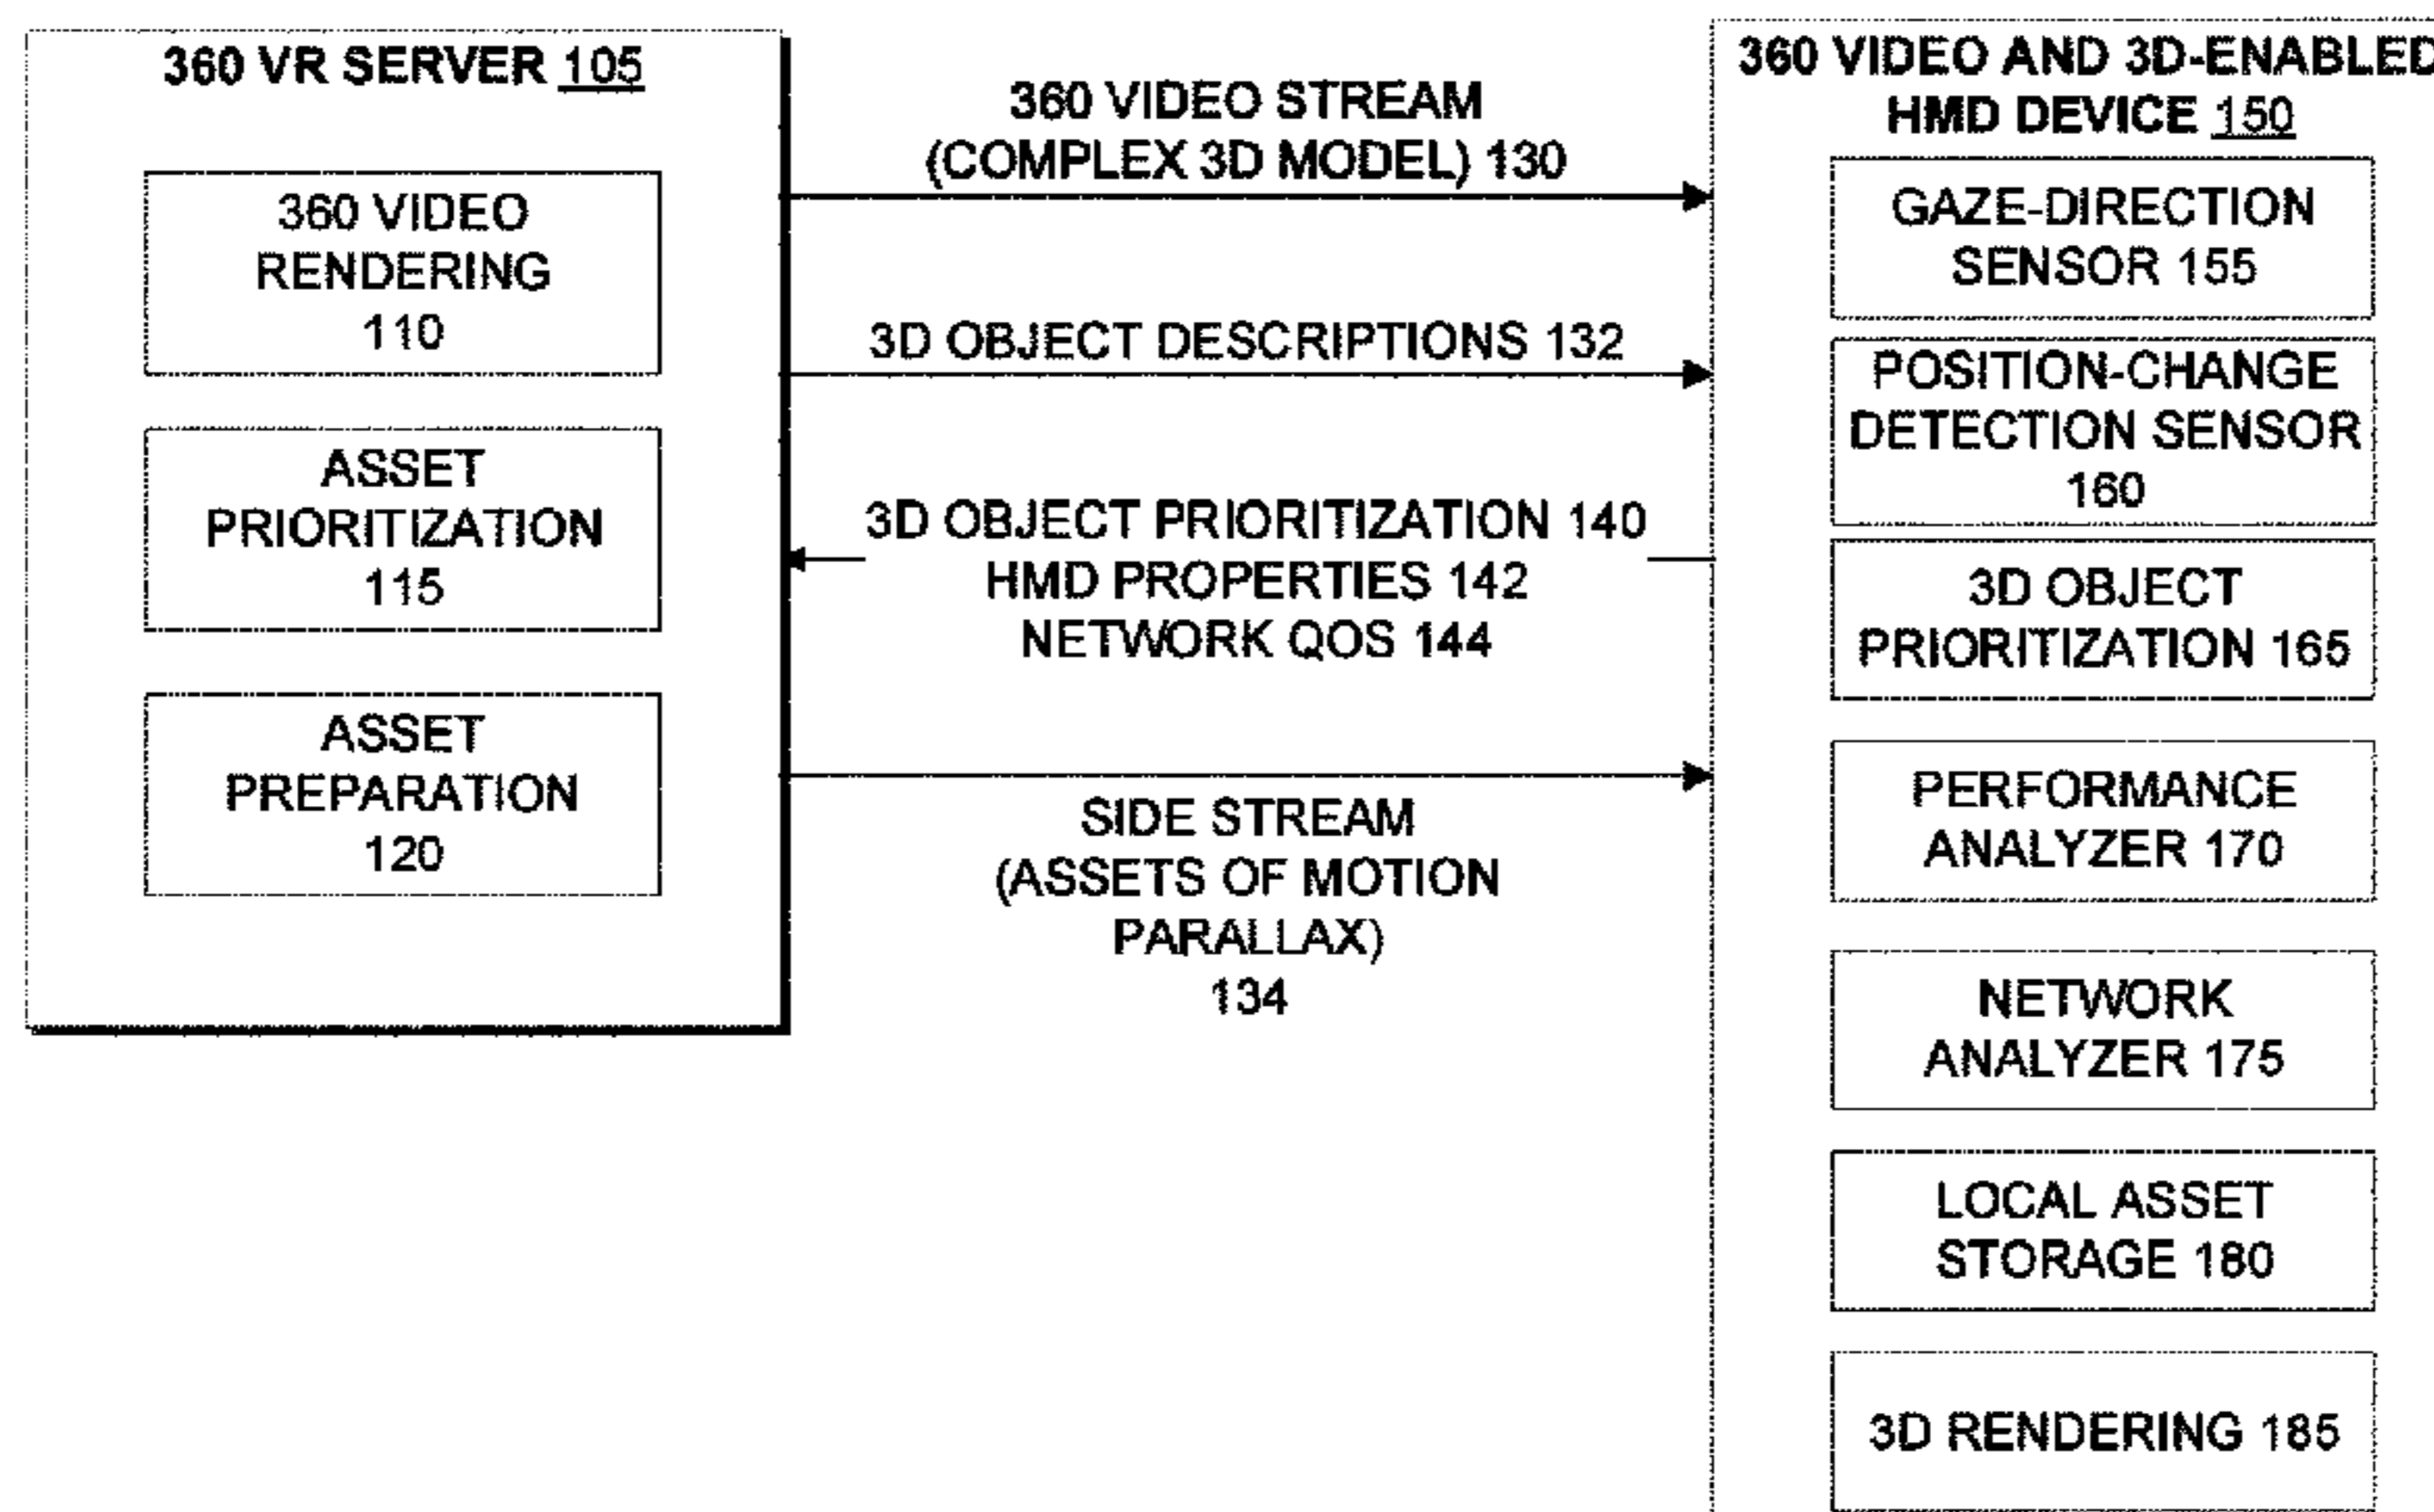 360 VR SERVER 105
360 VIDEO
RENDERING
110
ASSET
PRIORITIZATION
115
ASSET
PREPARATION
120
360 VIDEO STREAM
(COMPLEX 3D MODEL) 130
3D OBJECT DESCRIPTIONS 132
3D OBJECT PRIORITIZATION 140
HMD PROPERTIES 142
NETWORK QOS 144
SIDE STREAM
(ASSETS OF MOTION
PARALLAX)
134
360 VIDEO AND 3D-ENABLED
HMD DEVICE 150
GAZE-DIRECTION
SENSOR 155
POSITION-CHANGE
DETECTION SENSOR
160
3D OBJECT
PRIORITIZATION 165
PERFORMANCE
ANALYZER 170
NETWORK
ANALYZER 175
LOCAL ASSET
STORAGE 180
3D RENDERING 185